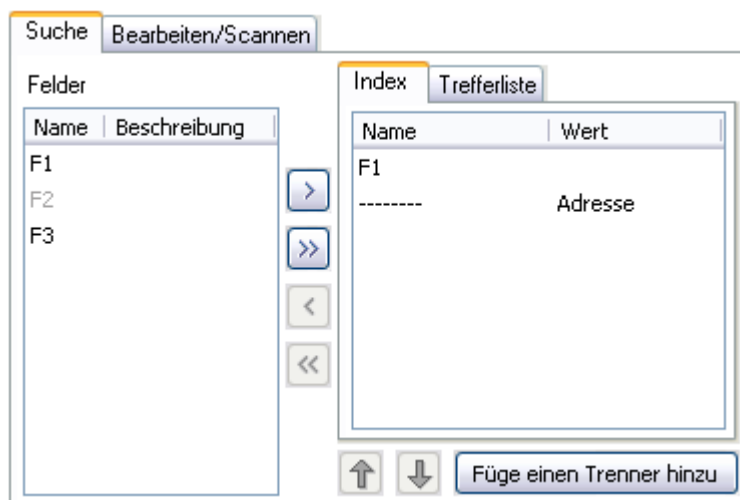 Suche Bearbeiten/Scannen
Felder
Name Beschreibung
F1
F2
F3
>
>>
<
<<
Index Trefferliste
Name Wert
F1
-------- Adresse
Füge einen Trenner hinzu